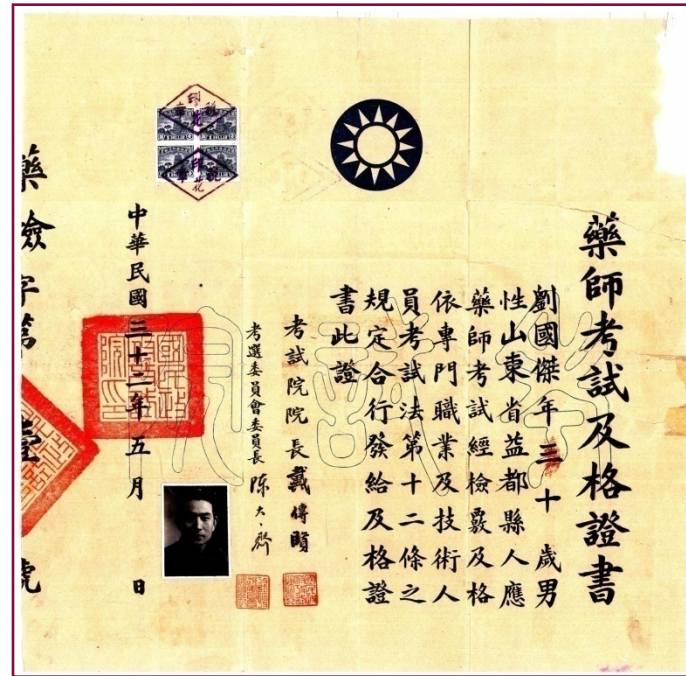 藥師考試及格證書
劉國傑年三十歲男
性山東省益都縣人應
藥師考試經檢覈及格
依專門職業及技術人
員考試法第十二條之
規定合行發給及格證
書此證
考試院院長戴傳賢
考選委員會委員長陳大齊
中華民國三十二年五月 日
藥檢字第壹號